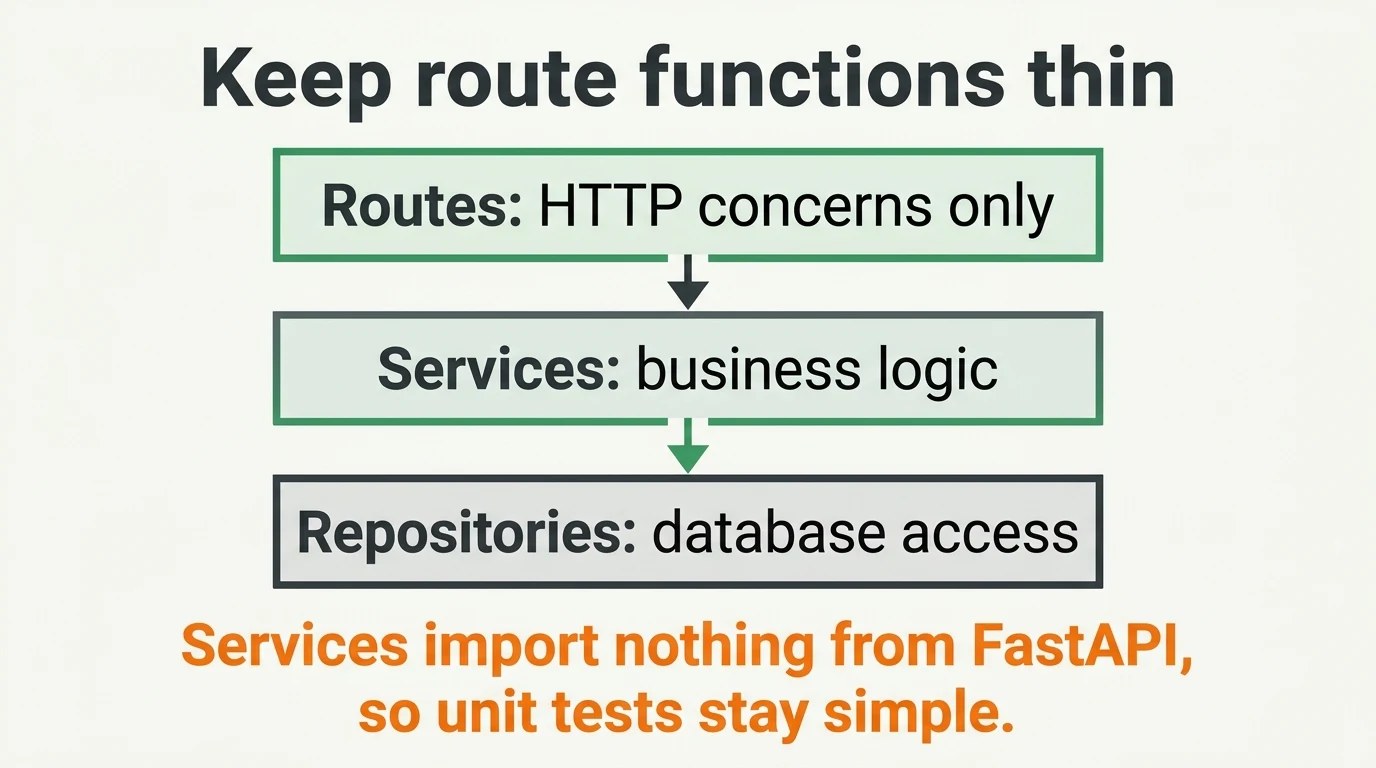 Keep route functions thin
Routes: HTTP concerns only
Services: business logic
Repositories: database access
Services import nothing from FastAPI,
so unit tests stay simple.